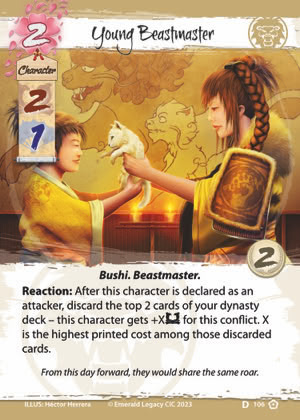 2
Young Beastmaster
Character
2
1
2
Bushi. Beastmaster.
Reaction: After this character is declared as an
attacker, discard the top 2 cards of your dynasty
deck – this character gets +X for this conflict. X
is the highest printed cost among those discarded
cards.
From this day forward, they would share the same roar.
ILLUS: Héctor Herrera © Emerald Legacy CIC 2023 D 106